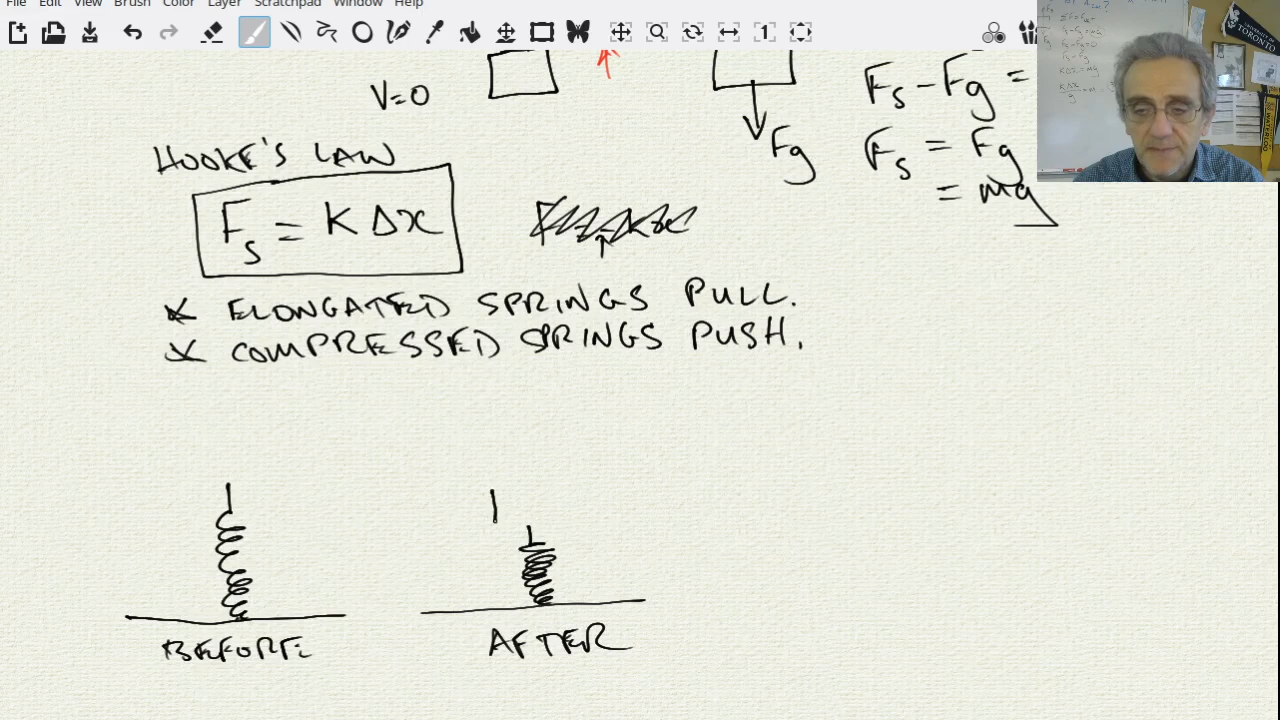 File Edit View Brush Color Layer Scratchpad Window Help
V=0
Fs - Fg =
Fg
Fs = Fg
= mg
HOOKE'S LAW
Fs = K Δx
* ELONGATED SPRINGS PULL.
* COMPRESSED SPRINGS PUSH.
BEFORE
AFTER
TORONTO